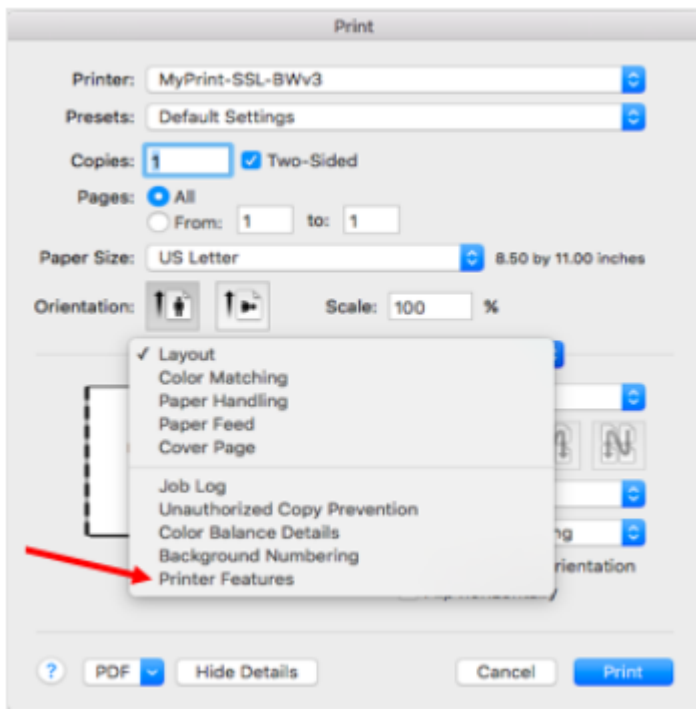 Print
Printer: MyPrint-SSL-BWv3
Presets: Default Settings
Copies: 1 Two-Sided
Pages: All
From: 1 to: 1
Paper Size: US Letter 8.50 by 11.00 inches
Orientation: Scale: 100 %
✓ Layout
Color Matching
Paper Handling
Paper Feed
Cover Page
Job Log
Unauthorized Copy Prevention
Color Balance Details
ng
Background Numbering
rientation
Printer Features
? PDF Hide Details Cancel Print